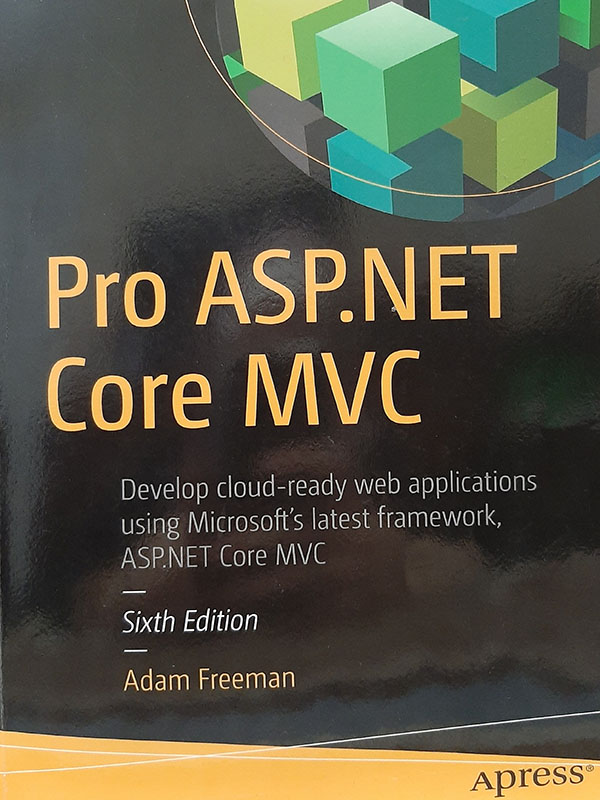 Pro ASP.NET
Core MVC
Develop cloud-ready web applications
using Microsoft's latest framework,
ASP.NET Core MVC
Sixth Edition
Adam Freeman
Apress®